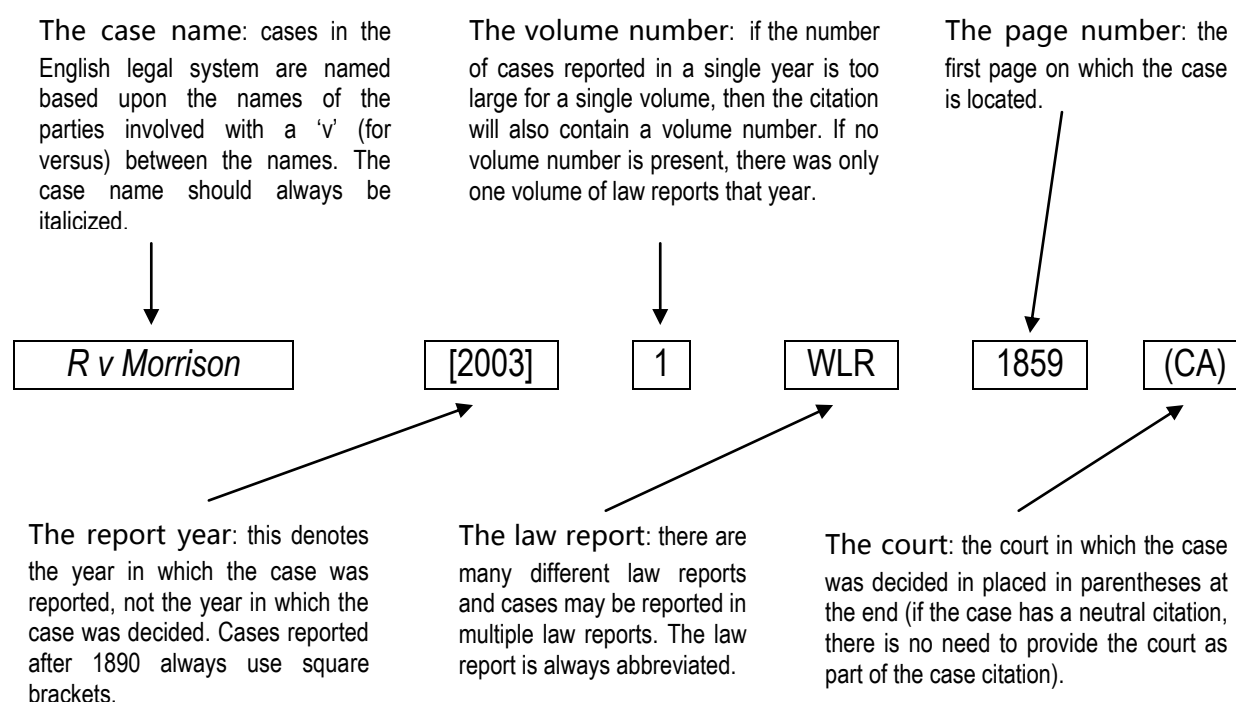 The case name: cases in the
English legal system are named
based upon the names of the
parties involved with a ‘v’ (for
versus) between the names. The
case name should always be
italicized.
The volume number: if the number
of cases reported in a single year is too
large for a single volume, then the citation
will also contain a volume number. If no
volume number is present, there was only
one volume of law reports that year.
The page number: the
first page on which the case
is located.
R v Morrison [2003] 1 WLR 1859 (CA)
The report year: this denotes
the year in which the case was
reported, not the year in which the
case was decided. Cases reported
after 1890 always use square
brackets.
The law report: there are
many different law reports
and cases may be reported in
multiple law reports. The law
report is always abbreviated.
The court: the court in which the case
was decided in placed in parentheses at
the end (if the case has a neutral citation,
there is no need to provide the court as
part of the case citation).